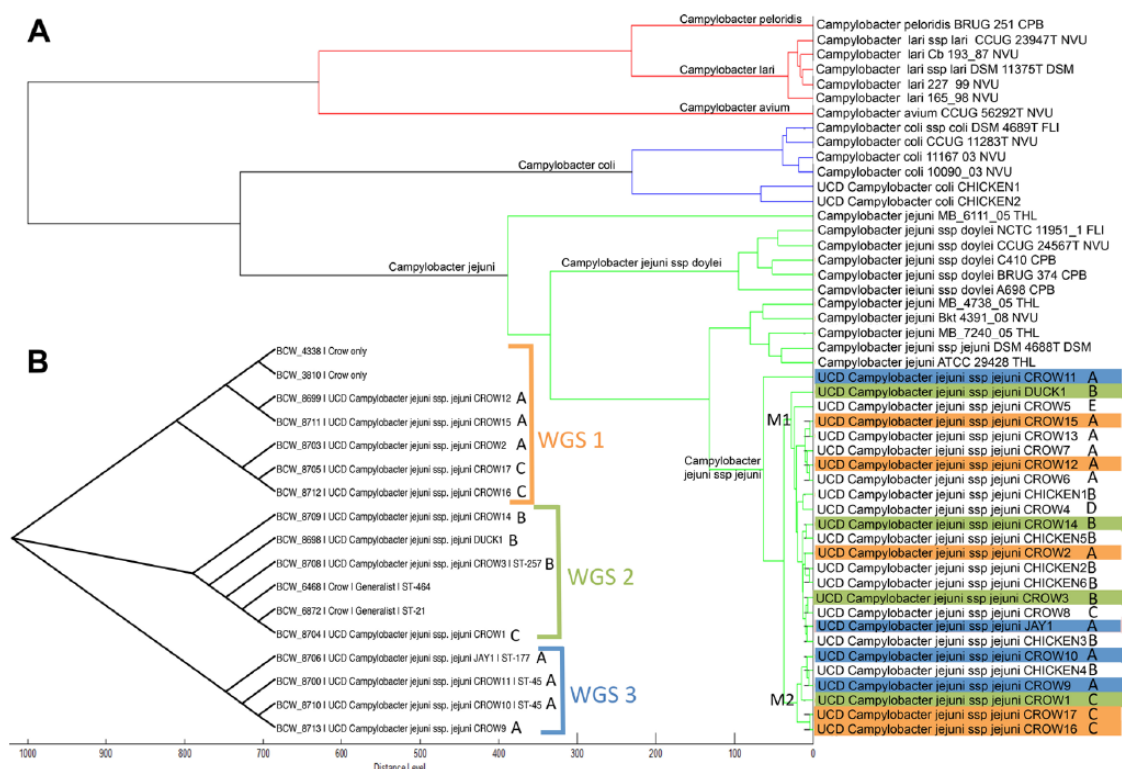 A
Campylobacter peloridis
Campylobacter lari
Campylobacter avium
Campylobacter coli
Campylobacter jejuni
Campylobacter jejuni ssp doylei
Campylobacter
jejuni ssp jejuni
M1
M2
Campylobacter peloridis BRUG 251 CPB
Campylobacter lari ssp lari CCUG 23947T NVU
Campylobacter lari Cb 193_87 NVU
Campylobacter lari ssp lari DSM 11375T DSM
Campylobacter lari 227_99 NVU
Campylobacter lari 165_98 NVU
Campylobacter avium CCUG 56292T NVU
Campylobacter coli ssp coli DSM 4689T FLI
Campylobacter coli CCUG 11283T NVU
Campylobacter coli 11167 03 NVU
Campylobacter coli 10090_03 NVU
UCD Campylobacter coli CHICKEN1
UCD Campylobacter coli CHICKEN2
Campylobacter jejuni MB_6111_05 THL
Campylobacter jejuni ssp doylei NCTC 11951_1 FLI
Campylobacter jejuni ssp doylei CCUG 24567T NVU
Campylobacter jejuni ssp doylei C410 CPB
Campylobacter jejuni ssp doylei BRUG 374 CPB
Campylobacter jejuni ssp doylei A698 CPB
Campylobacter jejuni MB_4738_05 THL
Campylobacter jejuni Bkt 4391_08 NVU
Campylobacter jejuni MB_7240_05 THL
Campylobacter jejuni ssp jejuni DSM 4688T DSM
Campylobacter jejuni ATCC 29428 THL
UCD Campylobacter jejuni ssp jejuni CROW11 A
UCD Campylobacter jejuni ssp jejuni DUCK1 B
UCD Campylobacter jejuni ssp jejuni CROW5 E
UCD Campylobacter jejuni ssp jejuni CROW15 A
UCD Campylobacter jejuni ssp jejuni CROW13 A
UCD Campylobacter jejuni ssp jejuni CROW7 A
UCD Campylobacter jejuni ssp jejuni CROW12 A
UCD Campylobacter jejuni ssp jejuni CROW6 A
UCD Campylobacter jejuni ssp jejuni CHICKEN1 B
UCD Campylobacter jejuni ssp jejuni CROW4 D
UCD Campylobacter jejuni ssp jejuni CROW14 B
UCD Campylobacter jejuni ssp jejuni CHICKEN5 B
UCD Campylobacter jejuni ssp jejuni CROW2 A
UCD Campylobacter jejuni ssp jejuni CHICKEN2 B
UCD Campylobacter jejuni ssp jejuni CHICKEN6 B
UCD Campylobacter jejuni ssp jejuni CROW3 B
UCD Campylobacter jejuni ssp jejuni CROW8 C
UCD Campylobacter jejuni ssp jejuni JAY1 A
UCD Campylobacter jejuni ssp jejuni CHICKEN3 B
UCD Campylobacter jejuni ssp jejuni CROW10 A
UCD Campylobacter jejuni ssp jejuni CHICKEN4 B
UCD Campylobacter jejuni ssp jejuni CROW9 A
UCD Campylobacter jejuni ssp jejuni CROW1 C
UCD Campylobacter jejuni ssp jejuni CROW17 C
UCD Campylobacter jejuni ssp jejuni CROW16 C
B
BCW_4338 I Crow only
BCW_3810 I Crow only
BCW_8699 I UCD Campylobacter jejuni ssp. jejuni CROW12 A
BCW_8711 I UCD Campylobacter jejuni ssp. jejuni CROW15 A
BCW_8703 I UCD Campylobacter jejuni ssp. jejuni CROW2 A
BCW_8705 I UCD Campylobacter jejuni ssp. jejuni CROW17 C
BCW_8712 I UCD Campylobacter jejuni ssp. jejuni CROW16 C
WGS 1
BCW_8709 I UCD Campylobacter jejuni ssp. jejuni CROW14 B
BCW_8698 I UCD Campylobacter jejuni ssp. jejuni DUCK1 B
BCW_8708 I UCD Campylobacter jejuni ssp. jejuni CROW3 I ST-257 B
BCW_6468 I Crow I Generalist I ST-464
BCW_6872 I Crow I Generalist I ST-21
BCW_8704 I UCD Campylobacter jejuni ssp. jejuni CROW1 C
WGS 2
BCW_8706 I UCD Campylobacter jejuni ssp. jejuni JAY1 I ST-177 A
BCW_8700 I UCD Campylobacter jejuni ssp. jejuni CROW11 I ST-45 A
BCW_8710 I UCD Campylobacter jejuni ssp. jejuni CROW10 I ST-45 A
BCW_8713 I UCD Campylobacter jejuni ssp. jejuni CROW9 A
WGS 3
1000 900 800 700 600 500 400 300 200 100 0
Distance Level